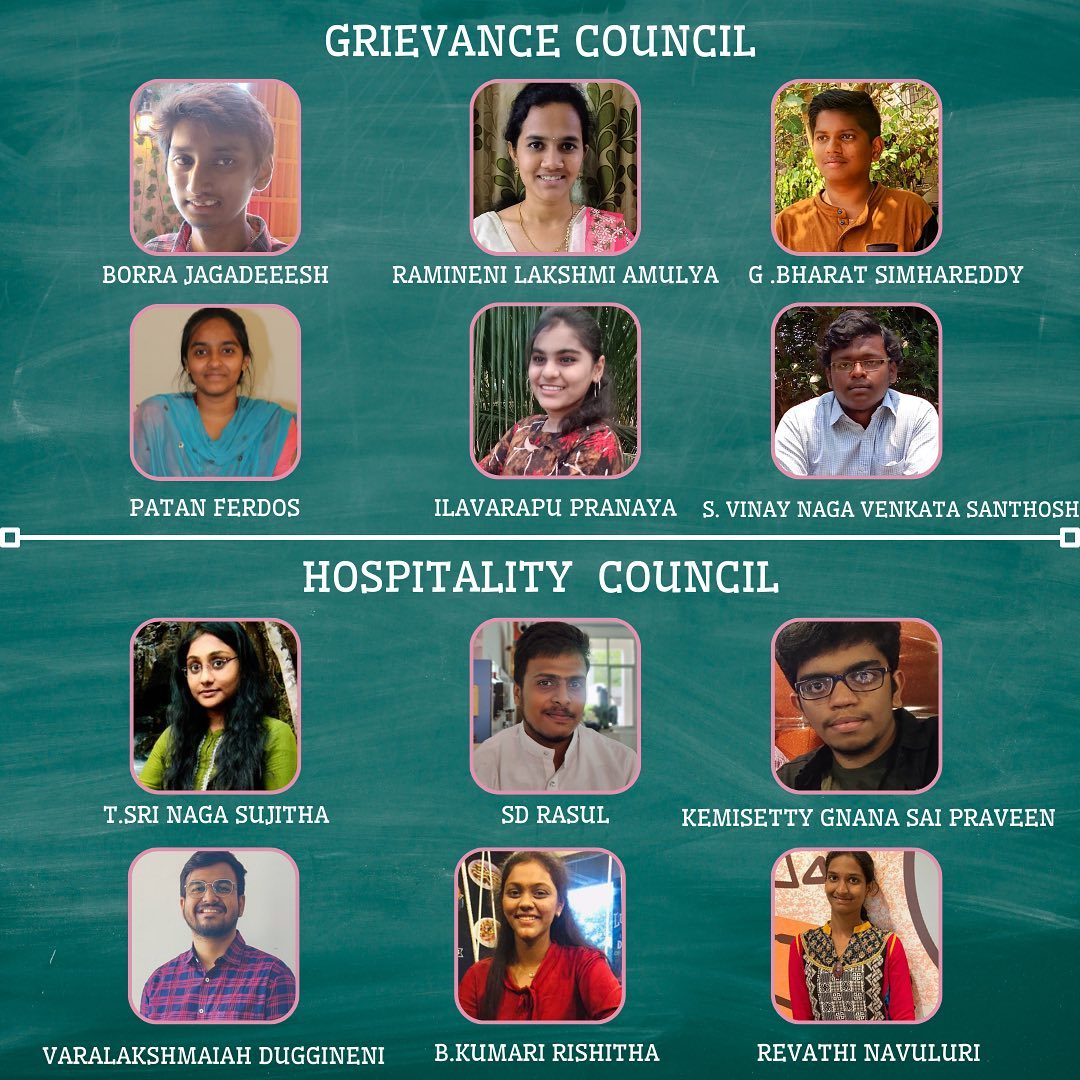 GRIEVANCE COUNCIL
BORRA JAGADEEESH
RAMINENI LAKSHMI AMULYA
G .BHARAT SIMHAREDDY
PATAN FERDOS
ILAVARAPU PRANAYA
S. VINAY NAGA VENKATA SANTHOSH
HOSPITALITY COUNCIL
T.SRI NAGA SUJITHA
SD RASUL
KEMISETTY GNANA SAI PRAVEEN
VARALAKSHMAIAH DUGGINENI
B.KUMARI RISHITHA
REVATHI NAVULURI